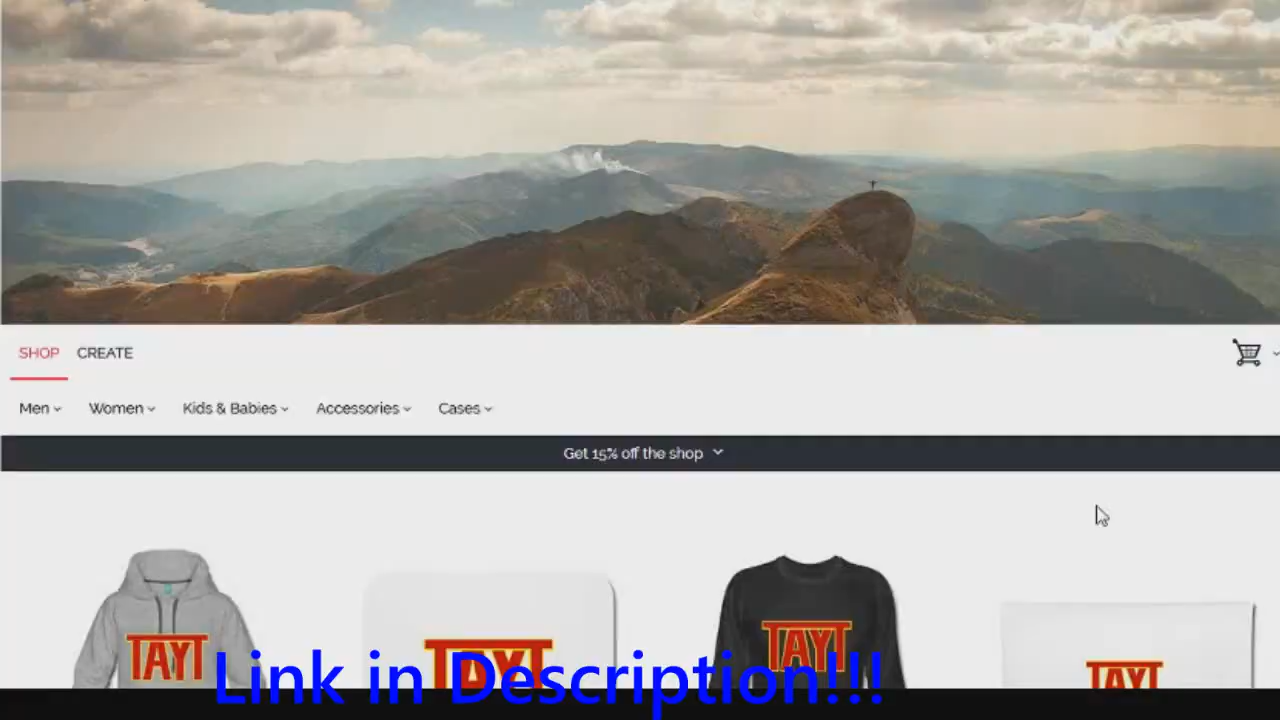 SHOP CREATE
Men Women Kids & Babies Accessories Cases
Get 15% off the shop
TAYT TAYT TAYT TAYT
Link in Description!!!